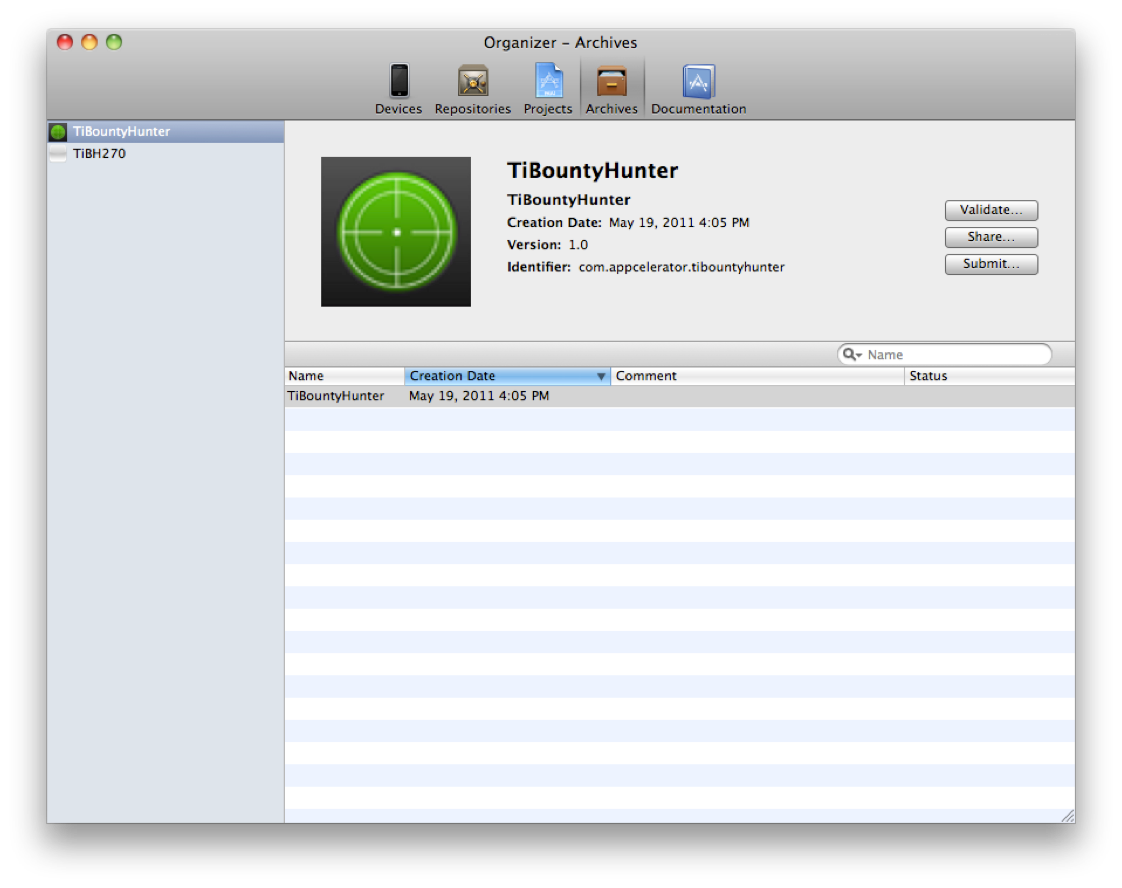 Organizer – Archives
Devices Repositories Projects Archives Documentation
TiBountyHunter
TiBH270
TiBountyHunter
TiBountyHunter
Creation Date: May 19, 2011 4:05 PM
Version: 1.0
Identifier: com.appcelerator.tibountyhunter
Validate...
Share...
Submit...
Name
Name Creation Date Comment Status
TiBountyHunter May 19, 2011 4:05 PM